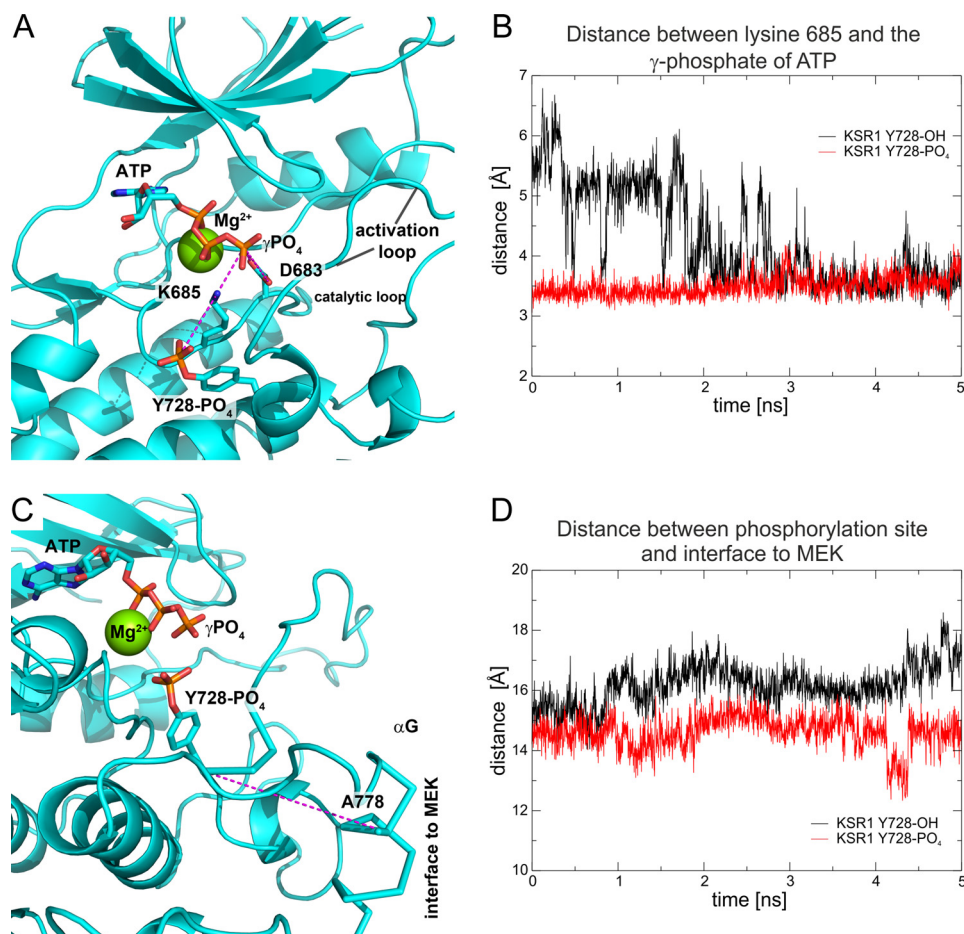 A
ATP
Mg²⁺
γPO₄
activation
loop
D683
K685
catalytic loop
Y728-PO₄
B
Distance between lysine 685 and the
γ-phosphate of ATP
7
6
5
4
3
2
distance [Å]
KSR1 Y728-OH
KSR1 Y728-PO₄
0 1 2 3 4 5
time [ns]
C
ATP
Mg²⁺
γPO₄
Y728-PO₄
αG
A778
interface to MEK
D
Distance between phosphorylation site
and interface to MEK
20
18
16
14
12
10
distance [Å]
KSR1 Y728-OH
KSR1 Y728-PO₄
0 1 2 3 4 5
time [ns]